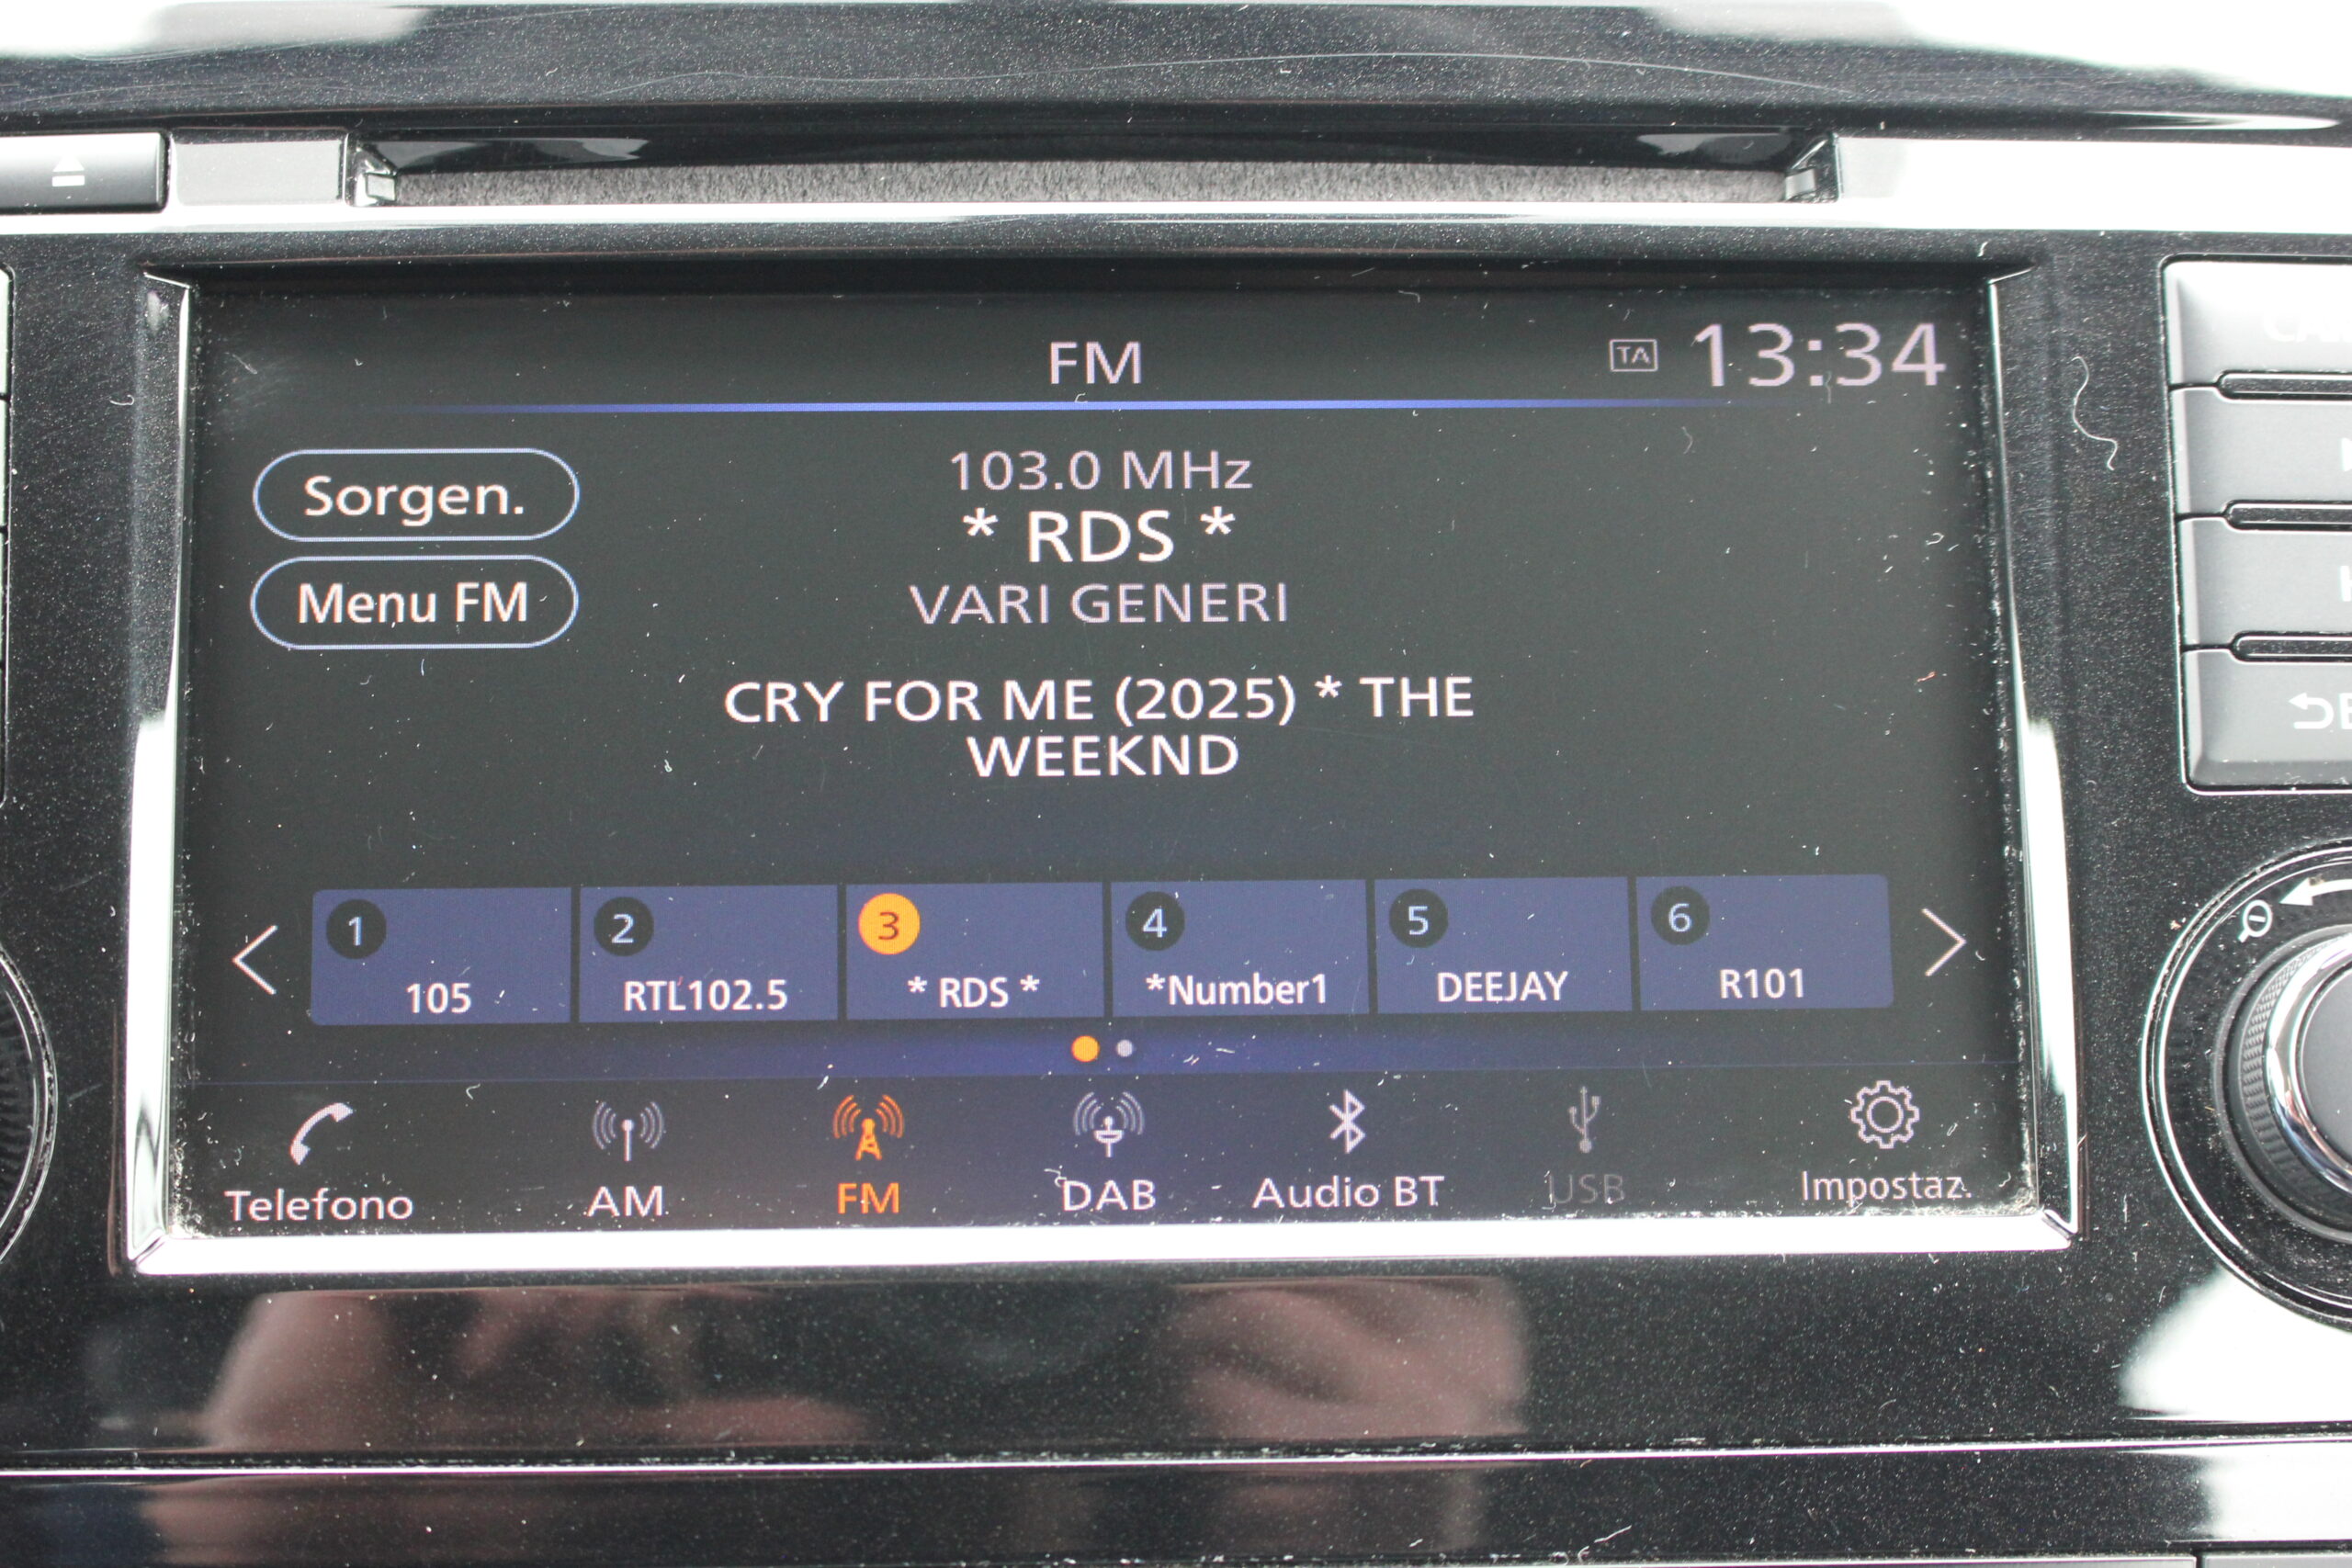 FM
TA 13:34
Sorgen.
Menu FM
103.0 MHz
* RDS *
VARI GENERI
CRY FOR ME (2025) * THE
WEEKND
1 2 3 4 5 6
105 RTL102.5 * RDS * *Number1 DEEJAY R101
Telefono AM FM DAB Audio BT USB Impostaz.